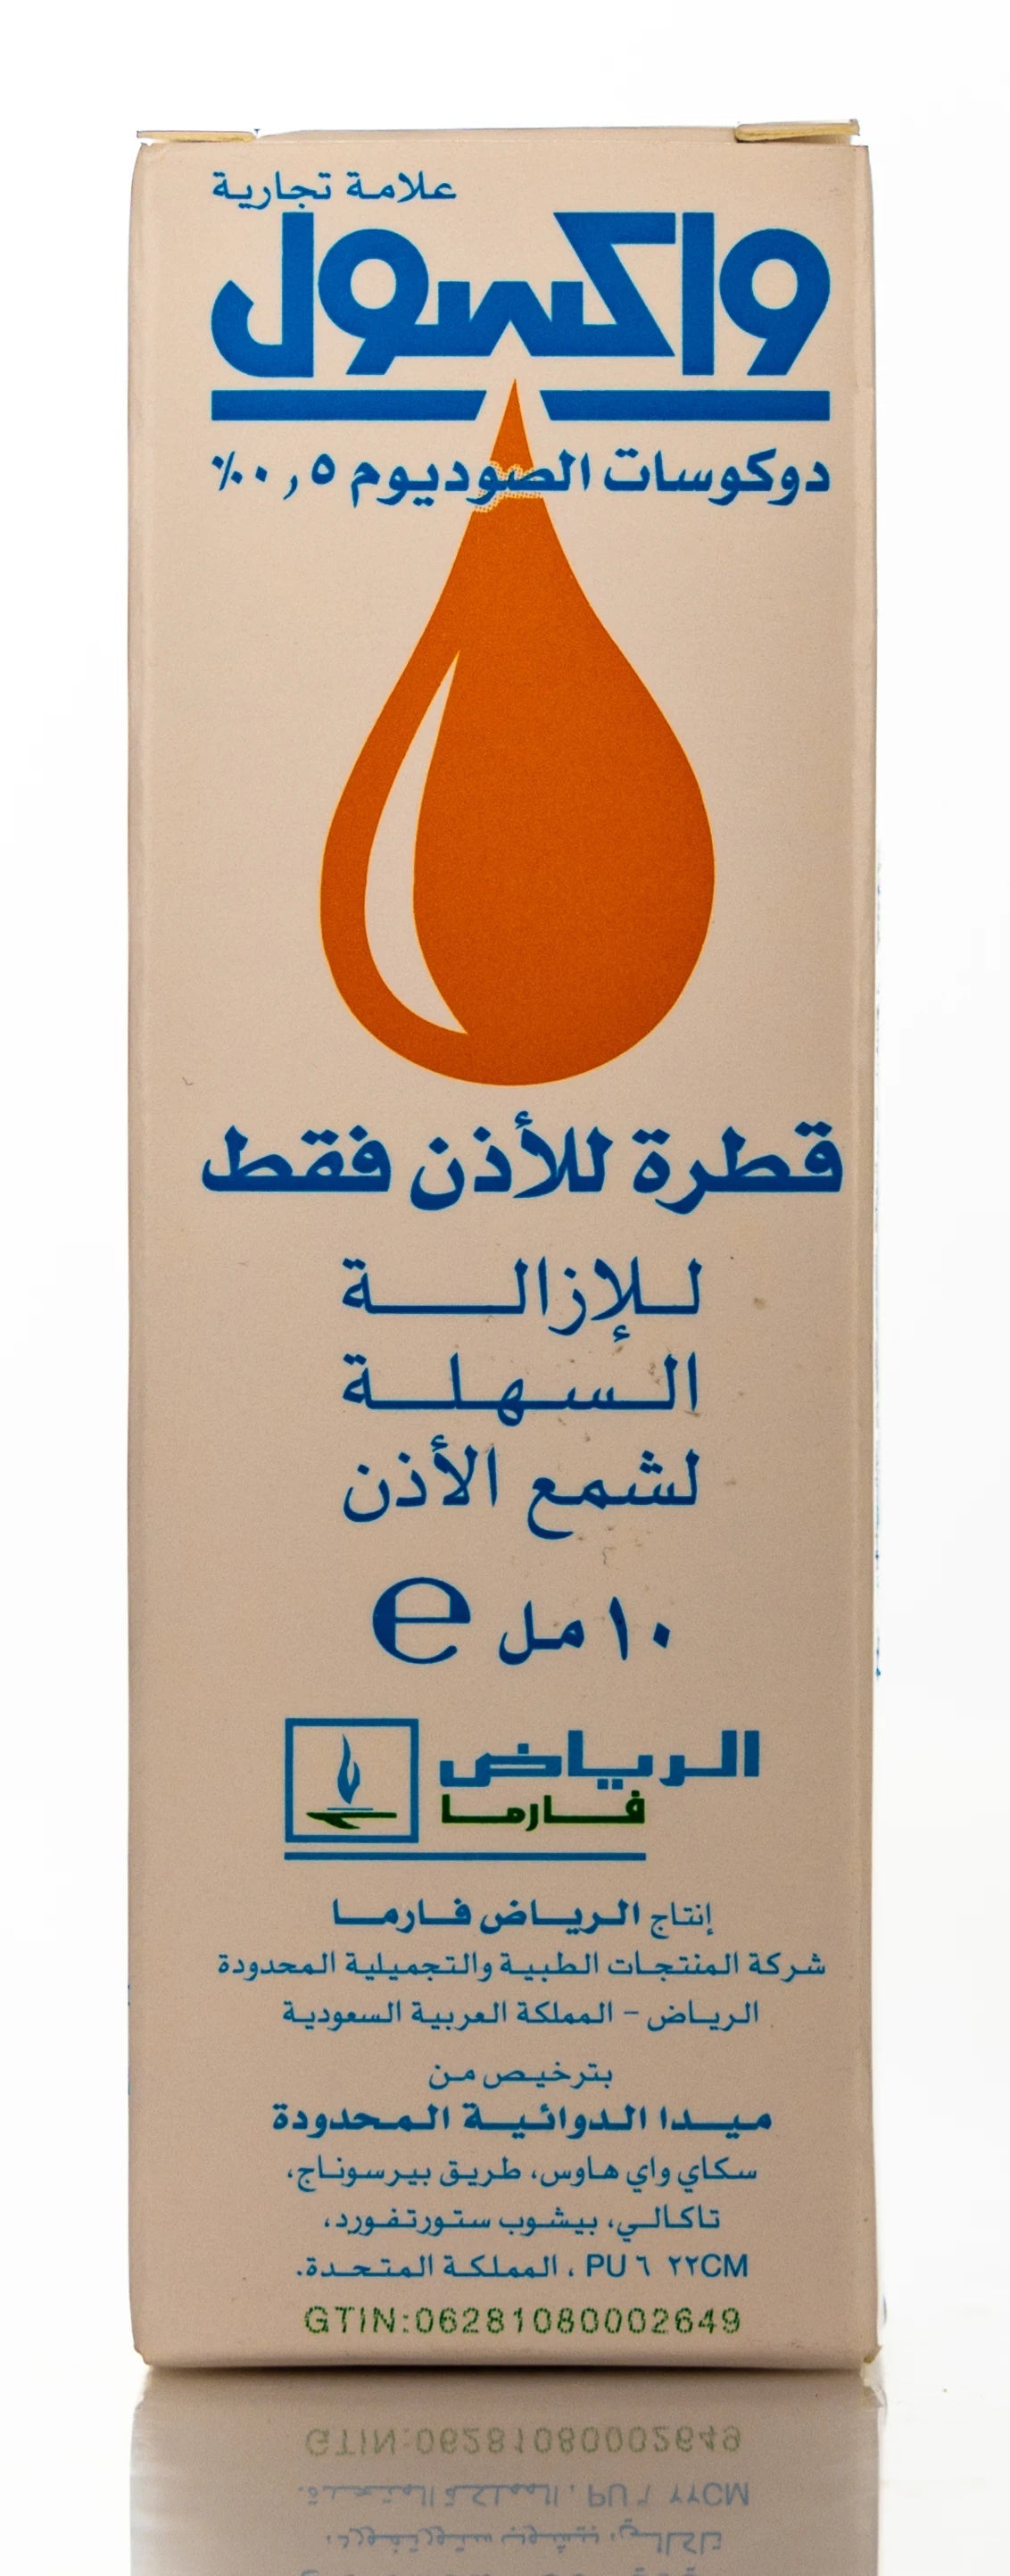 علامة تجارية
واكسول
دوكوسات الصوديوم ٠,٥٪
قطرة للأذن فقط
للإزالة
السهلة
لشمع الأذن
١٠ مل e
الرياض
فارما
إنتاج الرياض فارما
شركة المنتجات الطبية والتجميلية المحدودة
الرياض - المملكة العربية السعودية
بترخيص من
ميدا الدوائية المحدودة
سكاي واي هاوس، طريق بيرسوناج،
تاكالي، بيشوب ستورتفورد،
٢٢CM ٦ PU ، المملكة المتحدة.
GTIN:06281080002649